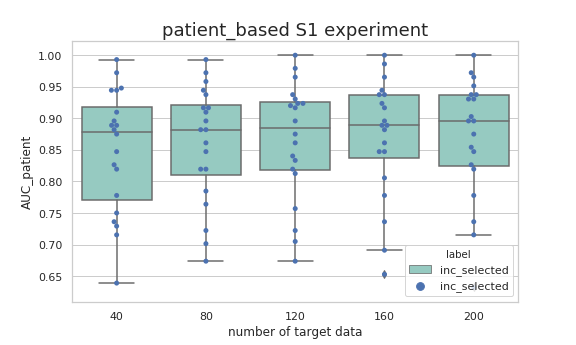 patient_based S1 experiment
1.00
0.95
0.90
0.85
0.80
0.75
0.70
0.65
AUC_patient
40
80
120
160
200
number of target data
label
inc_selected
inc_selected